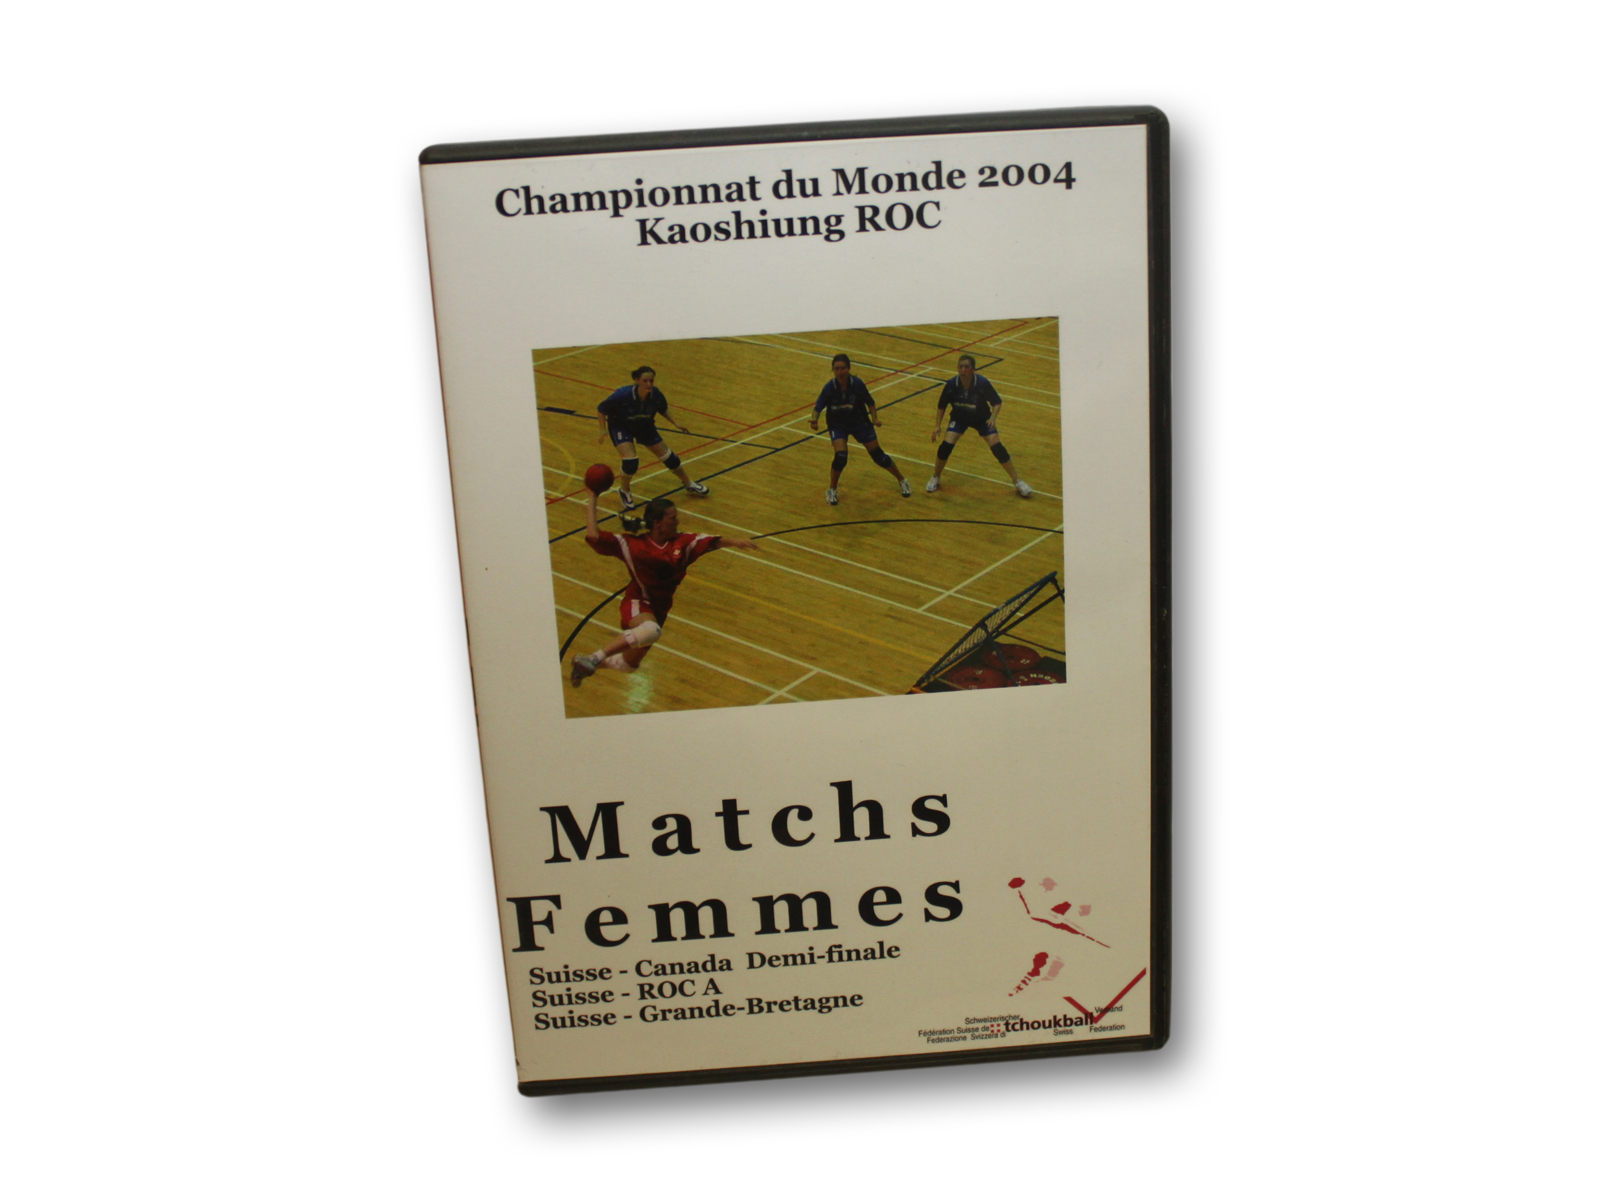 Championnat du Monde 2004
Kaoshiung ROC
Matchs
Femmes
Suisse - Canada Demi-finale
Suisse - ROC A
Suisse - Grande-Bretagne
Schweizerischer Verband
Fédération Suisse de tchoukball
Federazione Svizzera di Swiss Federation